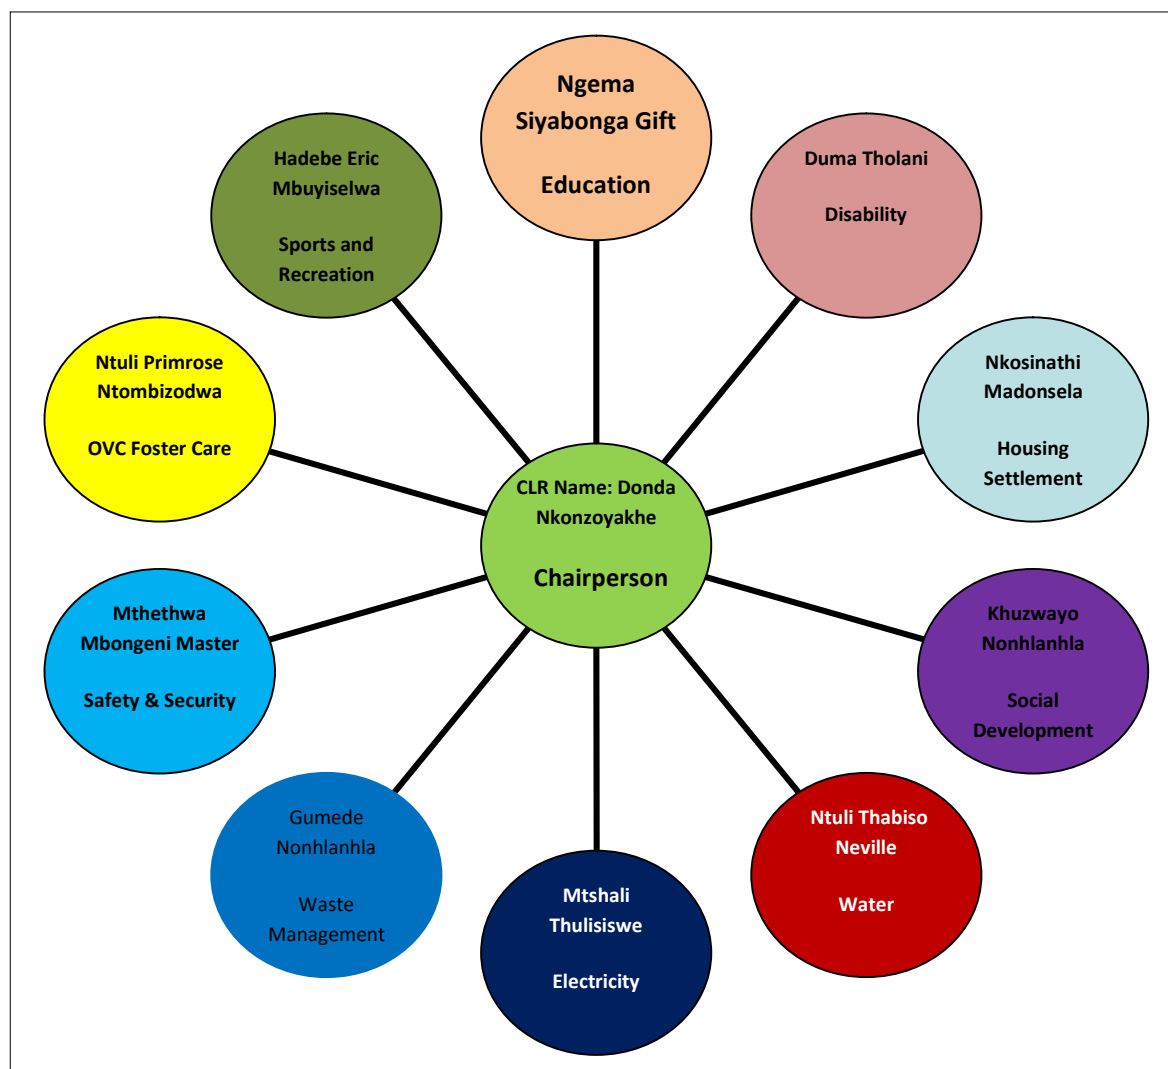 Ngema
Siyabonga Gift
Education
Duma Tholani
Disability
Nkosinathi
Madonsela
Housing
Settlement
Khuzwayo
Nonhlanhla
Social
Development
Ntuli Thabiso
Neville
Water
Mtshali
Thulisiswe
Electricity
Gumede
Nonhlanhla
Waste
Management
Mthethwa
Mbongeni Master
Safety & Security
Ntuli Primrose
Ntombizodwa
OVC Foster Care
Hadebe Eric
Mbuyiselwa
Sports and
Recreation
CLR Name: Donda
Nkonzoyakhe
Chairperson